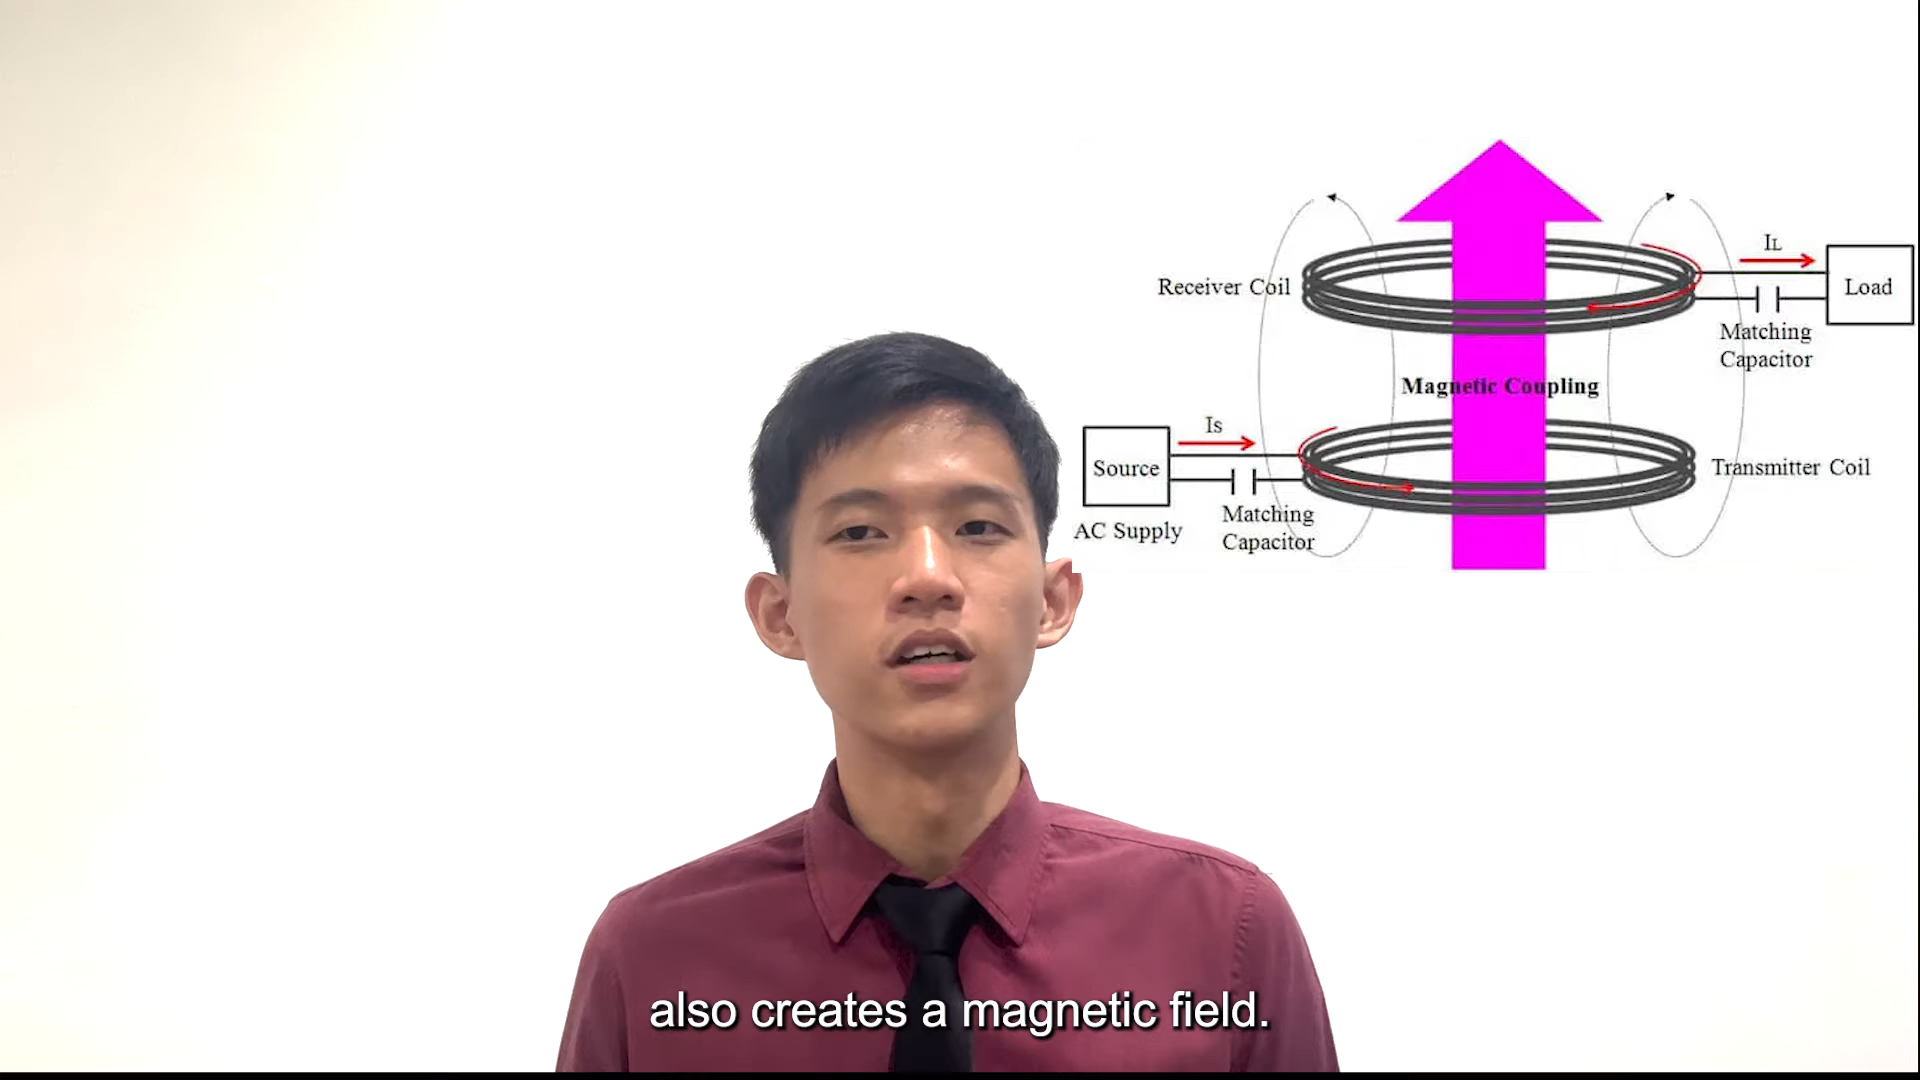 IL
Receiver Coil
Load
Matching
Capacitor
Magnetic Coupling
Is
Source
Transmitter Coil
AC Supply
Matching
Capacitor
also creates a magnetic field.